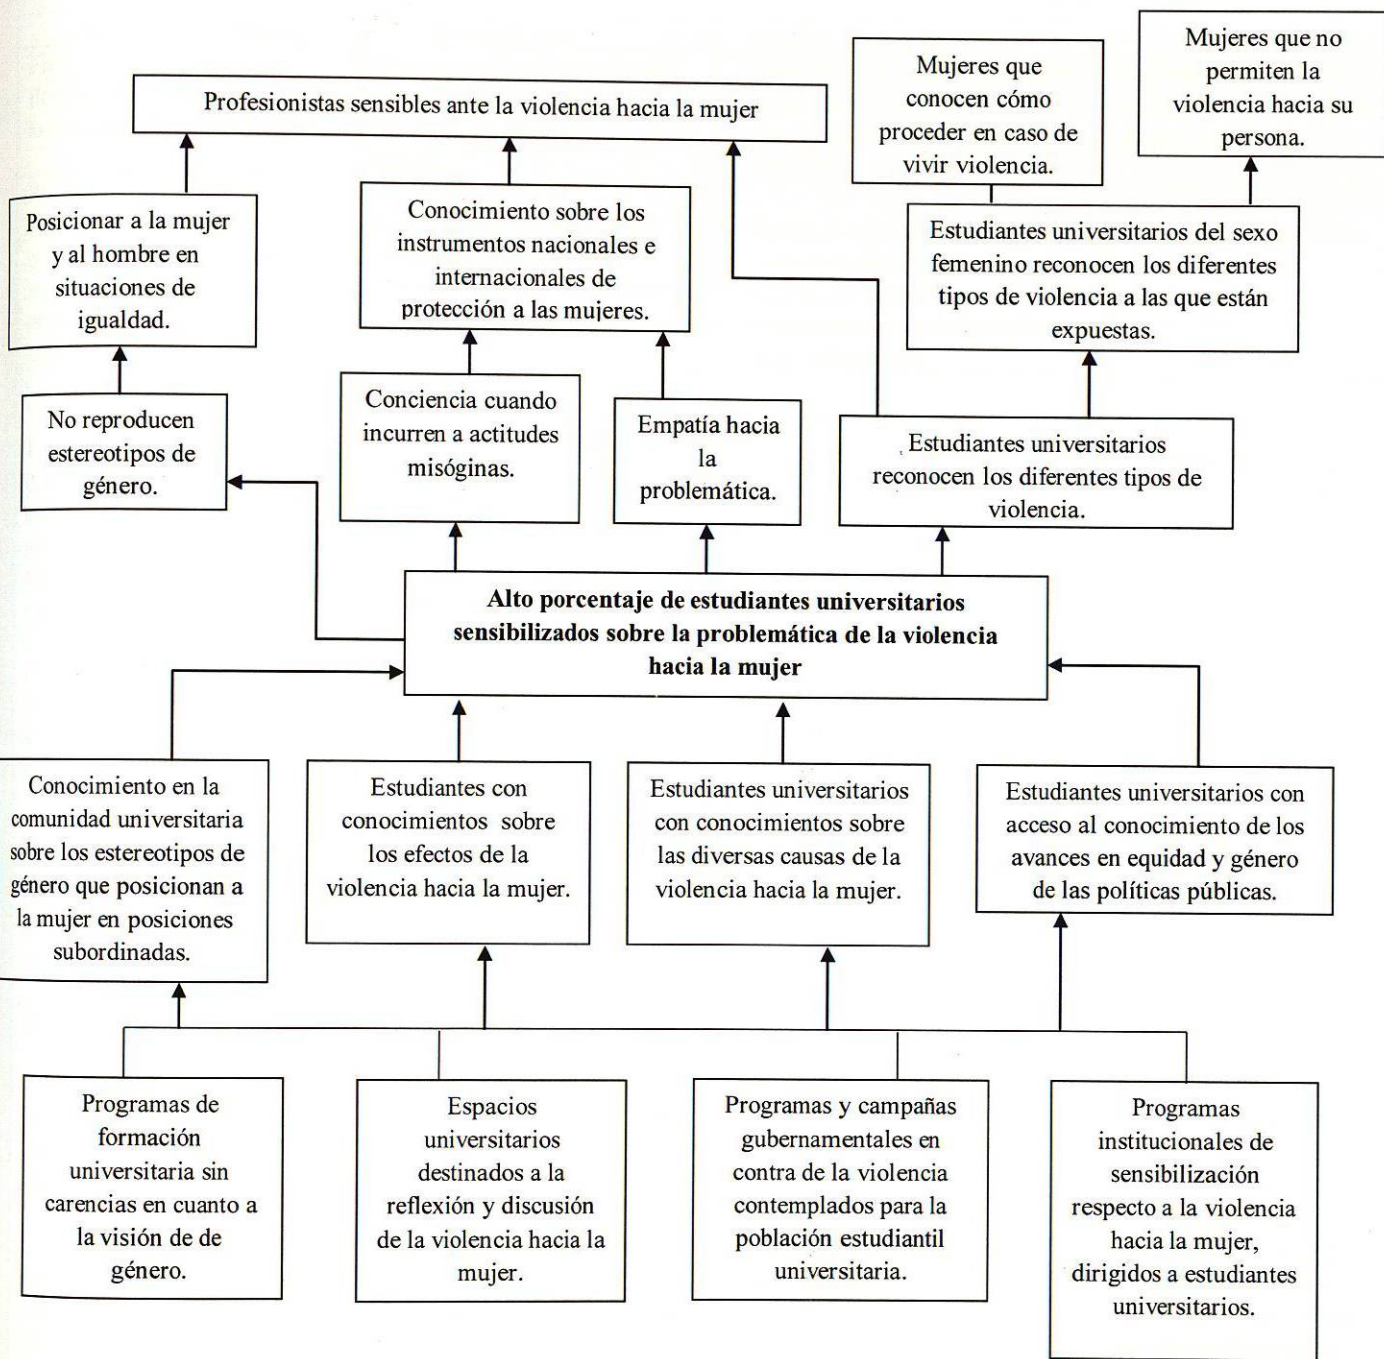 Mujeres que no
permiten la
violencia hacia su
persona.
Mujeres que
conocen cómo
proceder en caso de
vivir violencia.
Profesionistas sensibles ante la violencia hacia la mujer
Posicionar a la mujer
y al hombre en
situaciones de
igualdad.
Conocimiento sobre los
instrumentos nacionales e
internacionales de
protección a las mujeres.
Estudiantes universitarios del sexo
femenino reconocen los diferentes
tipos de violencia a las que están
expuestas.
No reproducen
estereotipos de
género.
Conciencia cuando
incurren a actitudes
misóginas.
Empatía hacia
la
problemática.
Estudiantes universitarios
reconocen los diferentes tipos de
violencia.
Alto porcentaje de estudiantes universitarios
sensibilizados sobre la problemática de la violencia
hacia la mujer
Conocimiento en la
comunidad universitaria
sobre los estereotipos de
género que posicionan a
la mujer en posiciones
subordinadas.
Estudiantes con
conocimientos sobre
los efectos de la
violencia hacia la mujer.
Estudiantes universitarios
con conocimientos sobre
las diversas causas de la
violencia hacia la mujer.
Estudiantes universitarios con
acceso al conocimiento de los
avances en equidad y género
de las políticas públicas.
Programas de
formación
universitaria sin
carencias en cuanto a
la visión de de
género.
Espacios
universitarios
destinados a la
reflexión y discusión
de la violencia hacia la
mujer.
Programas y campañas
gubernamentales en
contra de la violencia
contemplados para la
población estudiantil
universitaria.
Programas
institucionales de
sensibilización
respecto a la violencia
hacia la mujer,
dirigidos a estudiantes
universitarios.